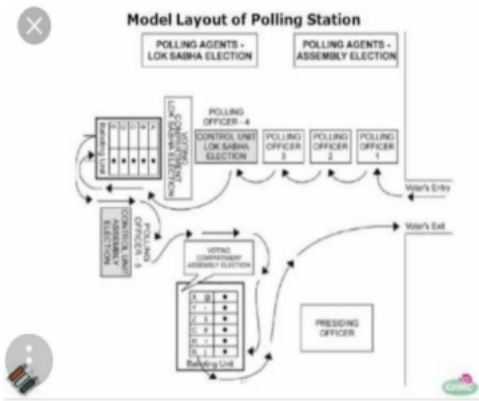 Model Layout of Polling Station
POLLING AGENTS -
LOK SABHA ELECTION
POLLING AGENTS -
ASSEMBLY ELECTION
POLLING
OFFICER - 4
CONTROL UNIT
LOK SABHA
ELECTION
POLLING
OFFICER
3
POLLING
OFFICER
2
POLLING
OFFICER
1
VOTING
COMPARTMENT
LOK SABHA ELECTION
Balloting Unit
Voter's Entry
Voter's Exit
POLLING
OFFICER - 5
CONTROL UNIT
ASSEMBLY
ELECTION
VOTING
COMPARTMENT
ASSEMBLY ELECTION
Balloting Unit
PRESIDING
OFFICER
GHMC